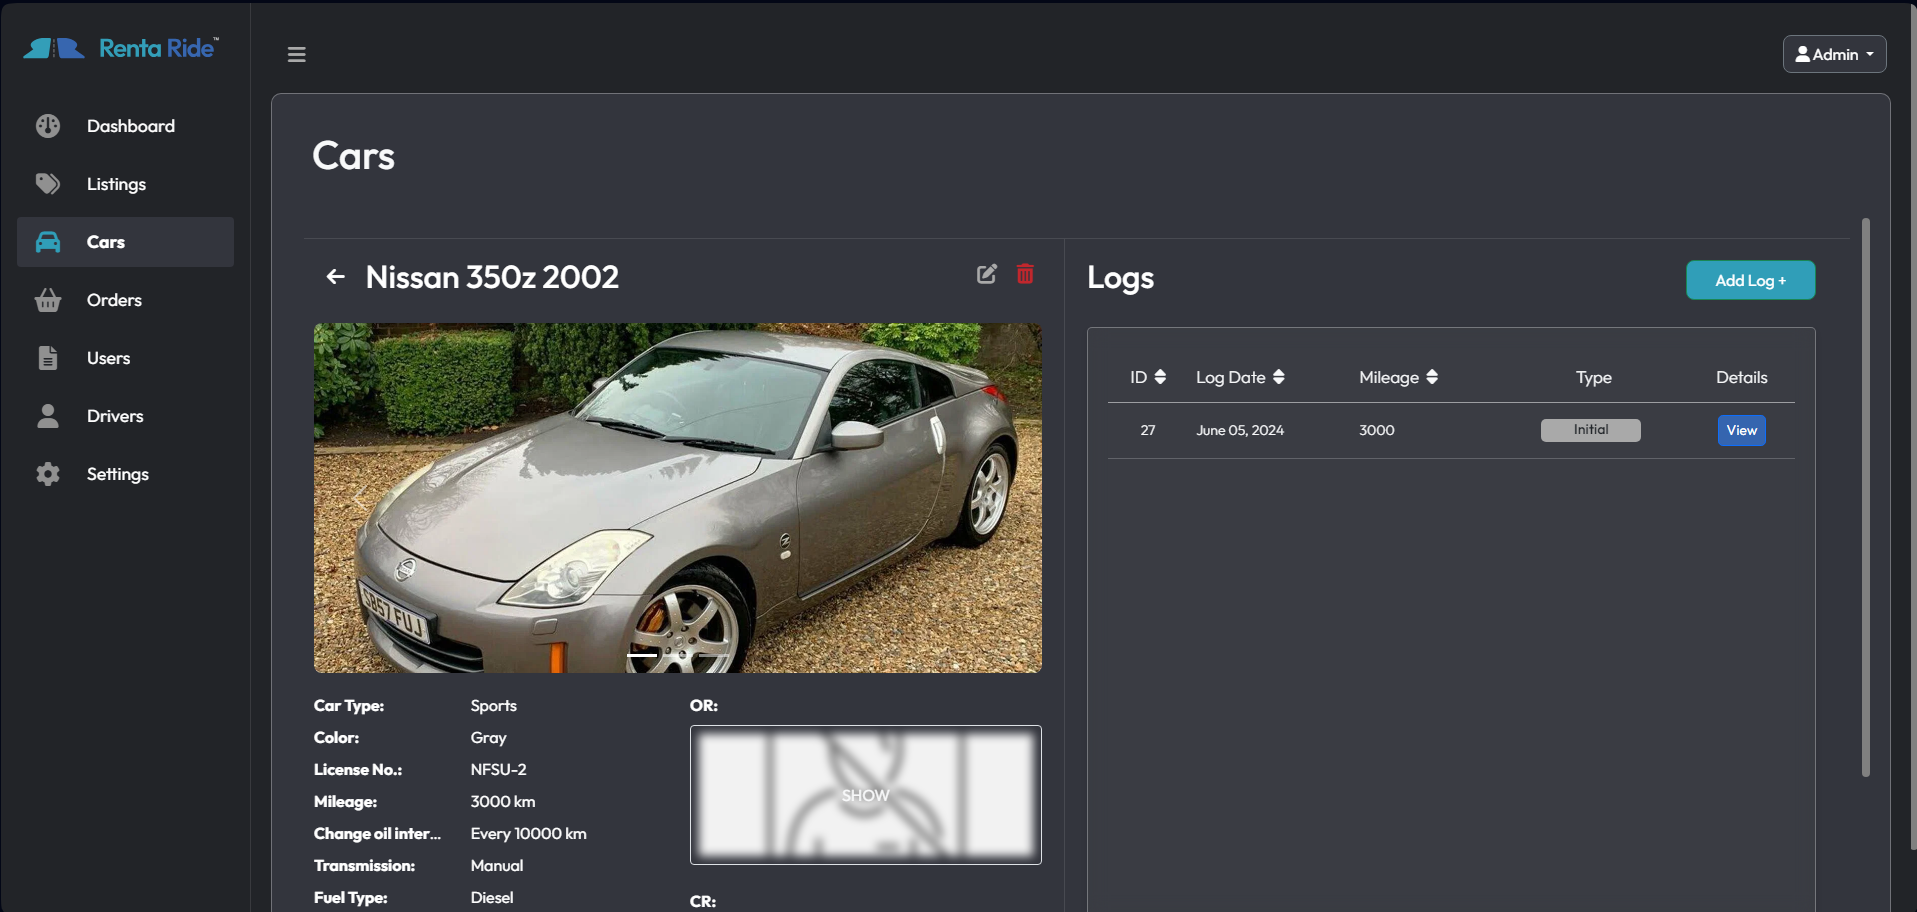 Renta Ride™
Admin
Dashboard
Listings
Cars
Orders
Users
Drivers
Settings
Cars
Nissan 350z 2002
SB57 FUJ
Car Type: Sports
Color: Gray
License No.: NFSU-2
Mileage: 3000 km
Change oil inter... Every 10000 km
Transmission: Manual
Fuel Type: Diesel
OR:
SHOW
CR:
Logs
Add Log +
ID Log Date Mileage Type Details
27 June 05, 2024 3000 Initial View